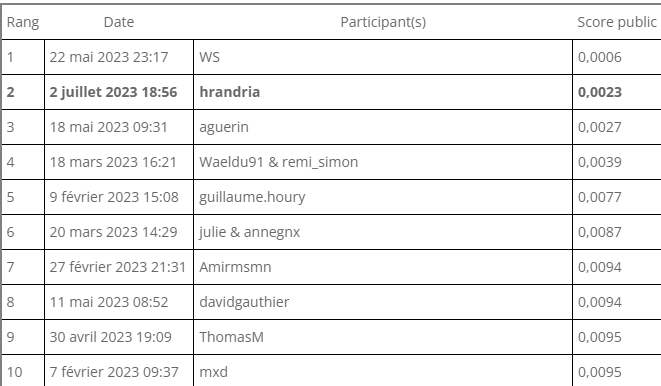 Rang Date Participant(s) Score public
1 22 mai 2023 23:17 WS 0,0006
2 2 juillet 2023 18:56 hrandria 0,0023
3 18 mai 2023 09:31 aguerin 0,0027
4 18 mars 2023 16:21 Waeldu91 & remi_simon 0,0039
5 9 février 2023 15:08 guillaume.houry 0,0077
6 20 mars 2023 14:29 julie & annegnx 0,0087
7 27 février 2023 21:31 Amirmsmn 0,0094
8 11 mai 2023 08:52 davidgauthier 0,0094
9 30 avril 2023 19:09 ThomasM 0,0095
10 7 février 2023 09:37 mxd 0,0095